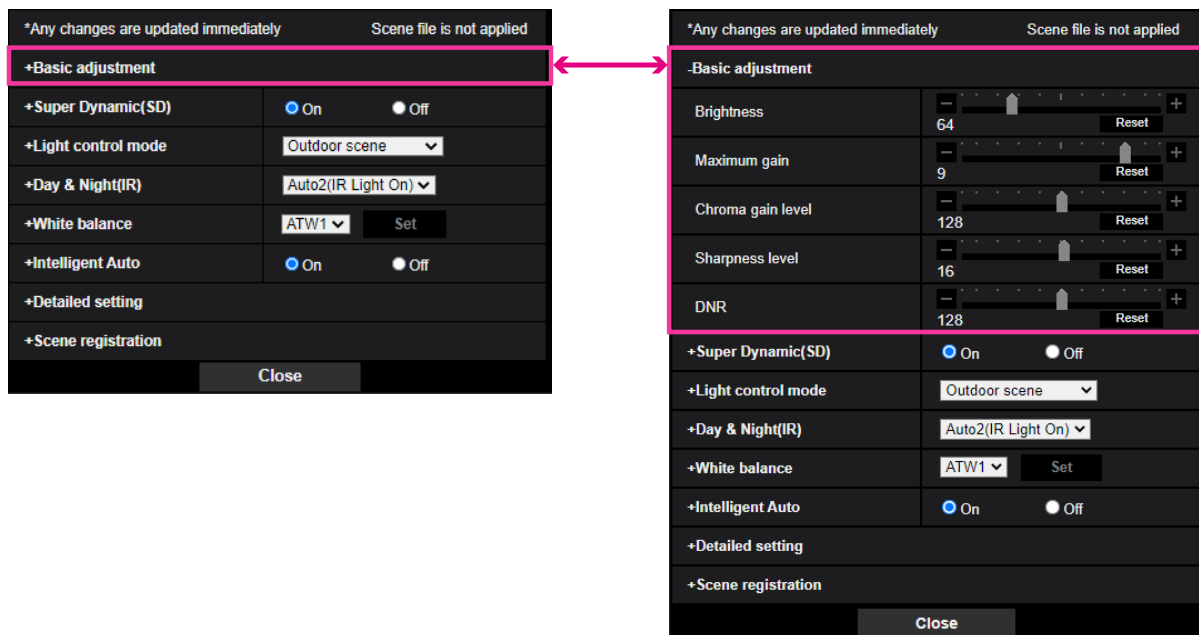 *Any changes are updated immediately Scene file is not applied
+Basic adjustment
+Super Dynamic(SD) On Off
+Light control mode Outdoor scene
+Day & Night(IR) Auto2(IR Light On)
+White balance ATW1 Set
+Intelligent Auto On Off
+Detailed setting
+Scene registration
Close
*Any changes are updated immediately Scene file is not applied
-Basic adjustment
Brightness
64 Reset
Maximum gain
9 Reset
Chroma gain level
128 Reset
Sharpness level
16 Reset
DNR
128 Reset
+Super Dynamic(SD) On Off
+Light control mode Outdoor scene
+Day & Night(IR) Auto2(IR Light On)
+White balance ATW1 Set
+Intelligent Auto On Off
+Detailed setting
+Scene registration
Close